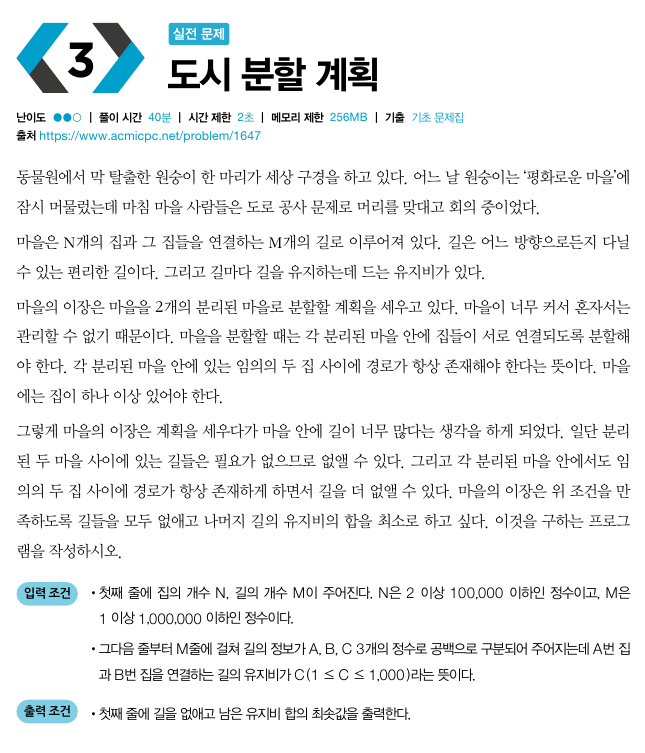 3
실전 문제
도시 분할 계획
난이도 ●●○ | 풀이 시간 40분 | 시간 제한 2초 | 메모리 제한 256MB | 기출 기초 문제집
출처 https://www.acmicpc.net/problem/1647
동물원에서 막 탈출한 원숭이 한 마리가 세상 구경을 하고 있다. 어느 날 원숭이는 ‘평화로운 마을’에
잠시 머물렀는데 마침 마을 사람들은 도로 공사 문제로 머리를 맞대고 회의 중이었다.
마을은 N개의 집과 그 집들을 연결하는 M개의 길로 이루어져 있다. 길은 어느 방향으로든지 다닐
수 있는 편리한 길이다. 그리고 길마다 길을 유지하는데 드는 유지비가 있다.
마을의 이장은 마을을 2개의 분리된 마을로 분할할 계획을 세우고 있다. 마을이 너무 커서 혼자서는
관리할 수 없기 때문이다. 마을을 분할할 때는 각 분리된 마을 안에 집들이 서로 연결되도록 분할해
야 한다. 각 분리된 마을 안에 있는 임의의 두 집 사이에 경로가 항상 존재해야 한다는 뜻이다. 마을
에는 집이 하나 이상 있어야 한다.
그렇게 마을의 이장은 계획을 세우다가 마을 안에 길이 너무 많다는 생각을 하게 되었다. 일단 분리
된 두 마을 사이에 있는 길들은 필요가 없으므로 없앨 수 있다. 그리고 각 분리된 마을 안에서도 임
의의 두 집 사이에 경로가 항상 존재하게 하면서 길을 더 없앨 수 있다. 마을의 이장은 위 조건을 만
족하도록 길들을 모두 없애고 나머지 길의 유지비의 합을 최소로 하고 싶다. 이것을 구하는 프로그
램을 작성하시오.
입력 조건 • 첫째 줄에 집의 개수 N, 길의 개수 M이 주어진다. N은 2 이상 100,000 이하인 정수이고, M은
1 이상 1,000,000 이하인 정수이다.
• 그다음 줄부터 M줄에 걸쳐 길의 정보가 A, B, C 3개의 정수로 공백으로 구분되어 주어지는데 A번 집
과 B번 집을 연결하는 길의 유지비가 C(1 ≤ C ≤ 1,000)라는 뜻이다.
출력 조건 • 첫째 줄에 길을 없애고 남은 유지비 합의 최솟값을 출력한다.